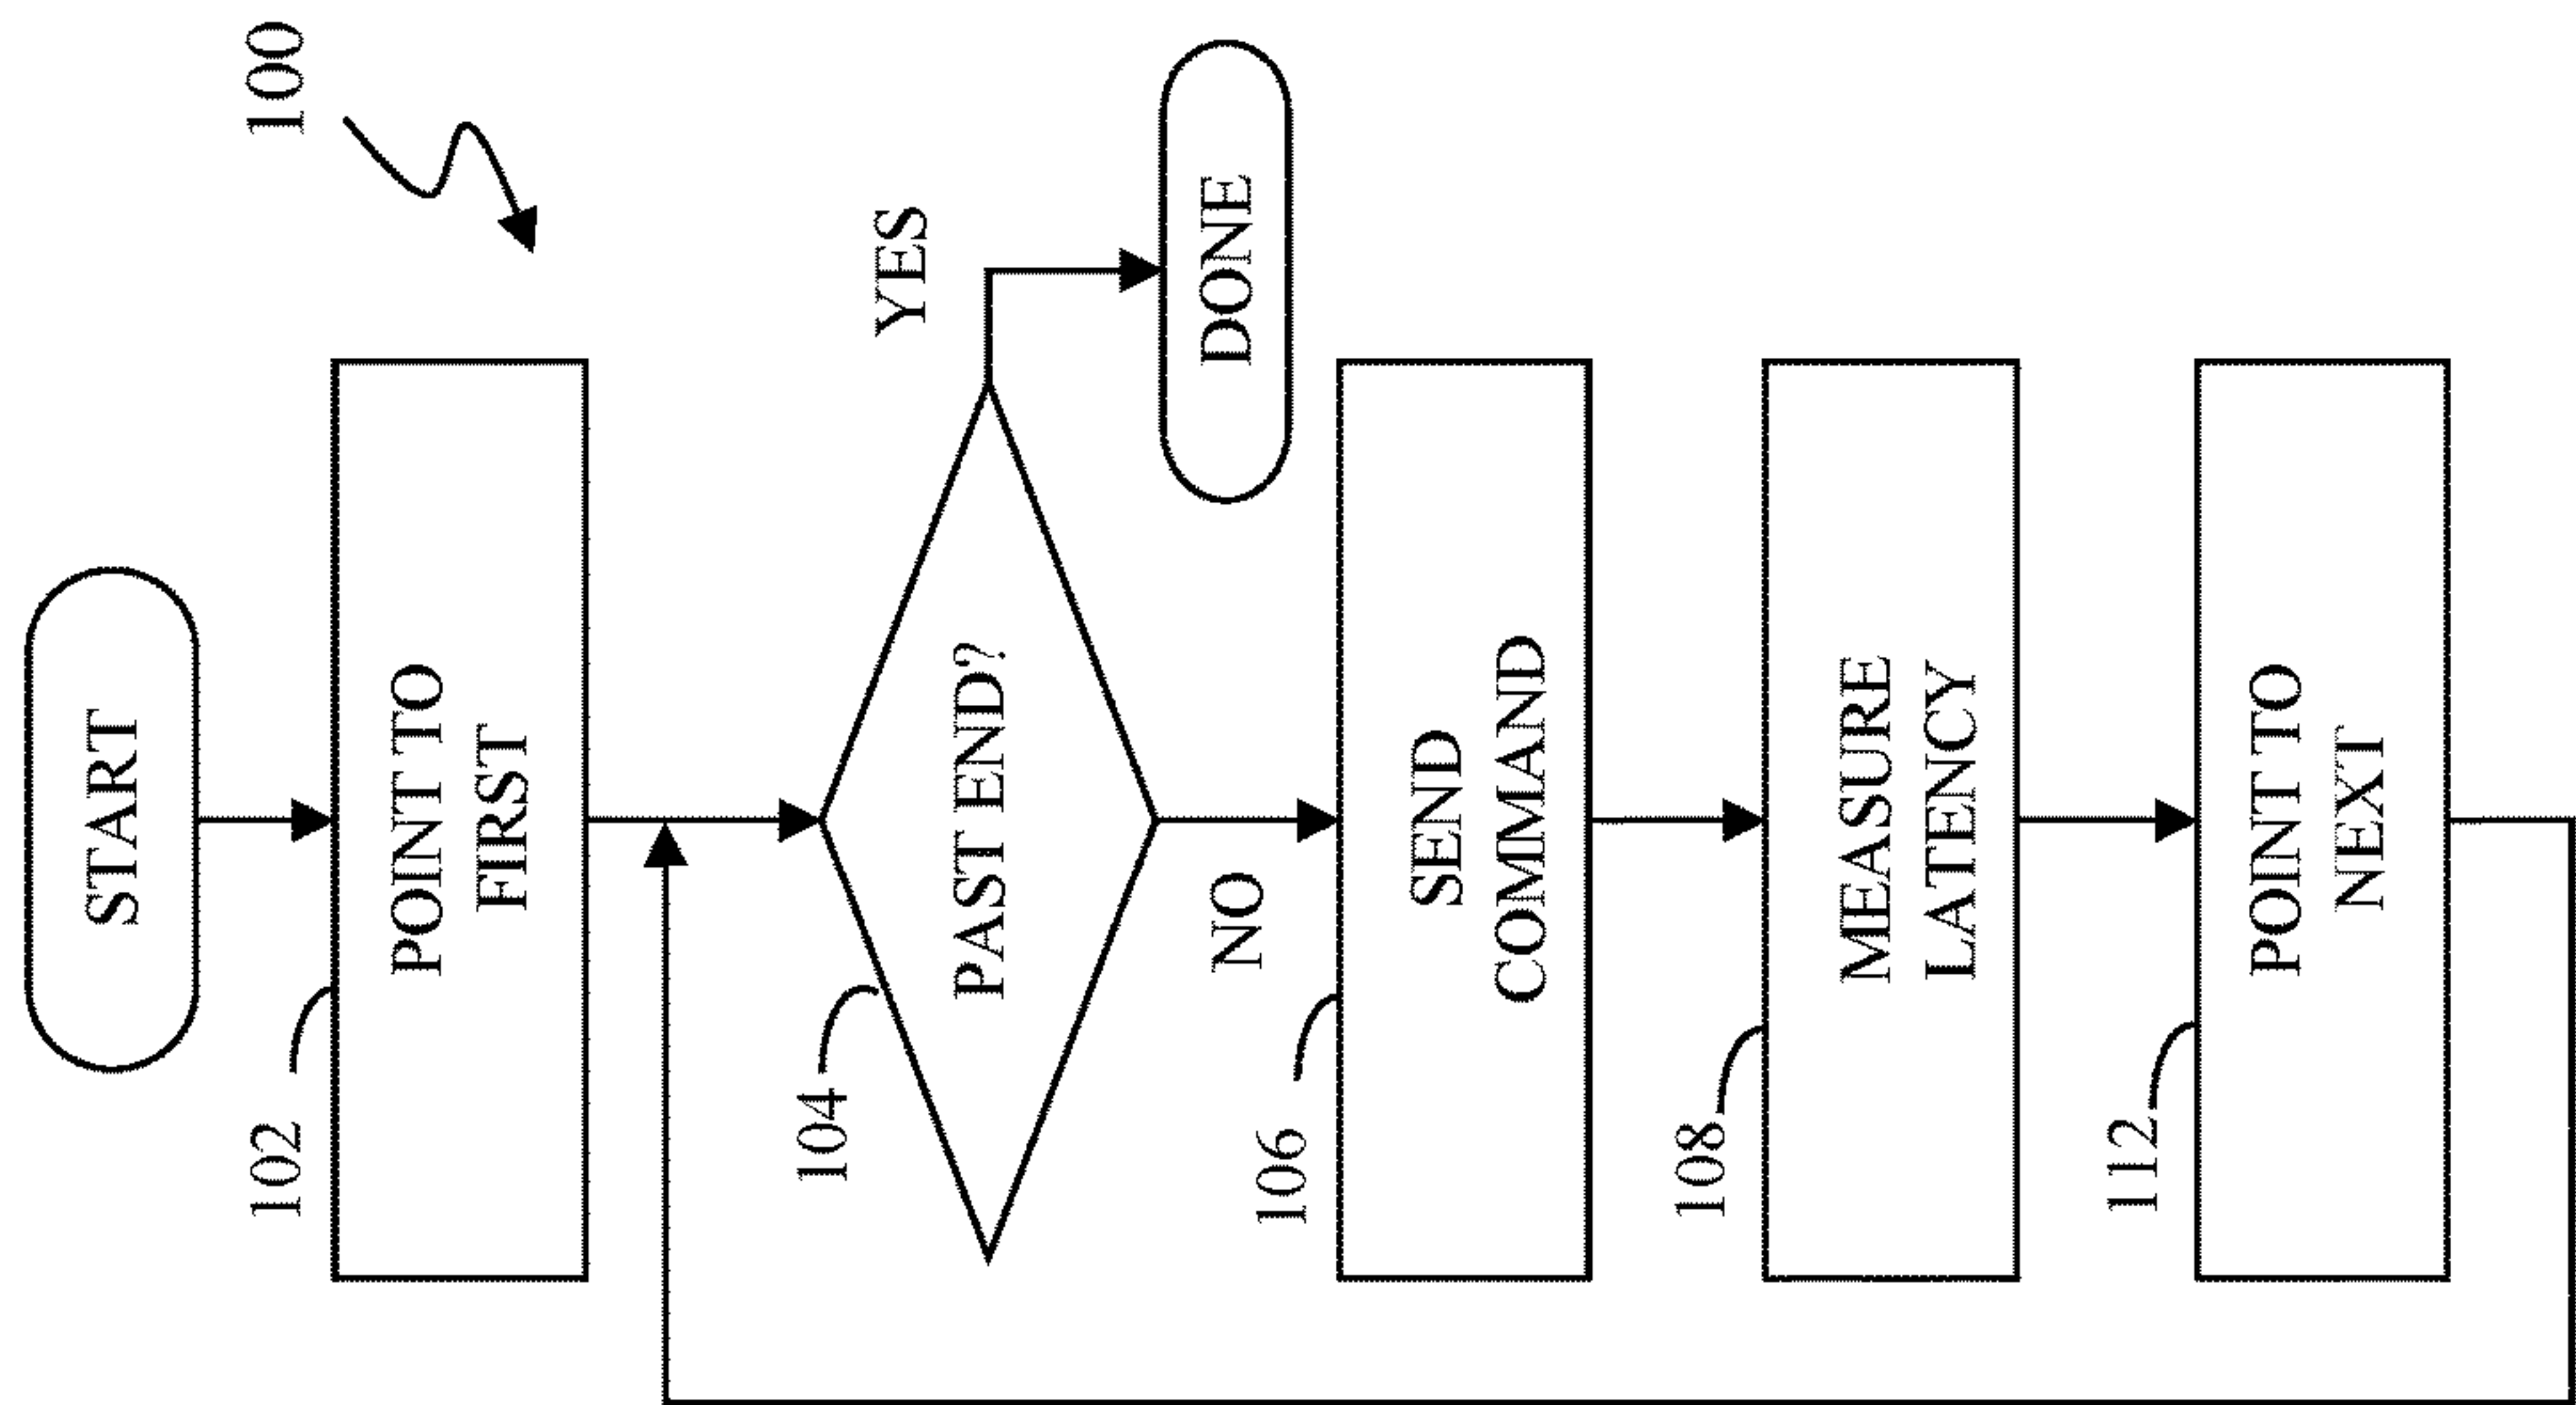 100
START
102
POINT TO
FIRST
104
PAST END?
YES
DONE
NO
106
SEND
COMMAND
108
MEASURE
LATENCY
112
POINT TO
NEXT